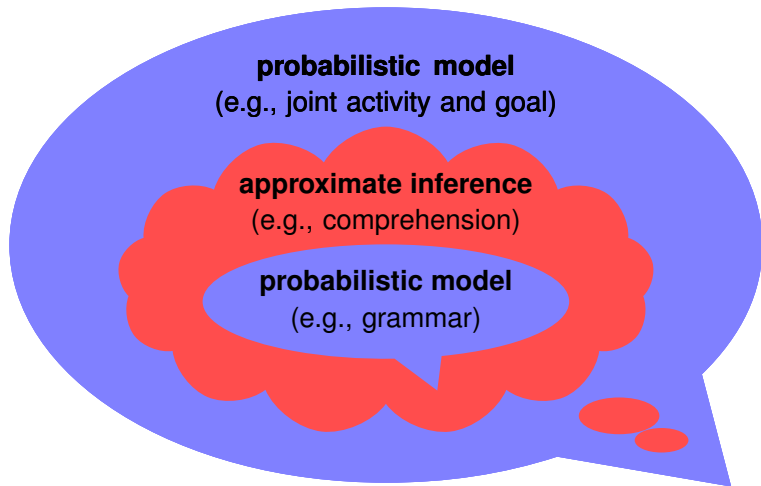 probabilistic model
(e.g., joint activity and goal)
approximate inference
(e.g., comprehension)
probabilistic model
(e.g., grammar)